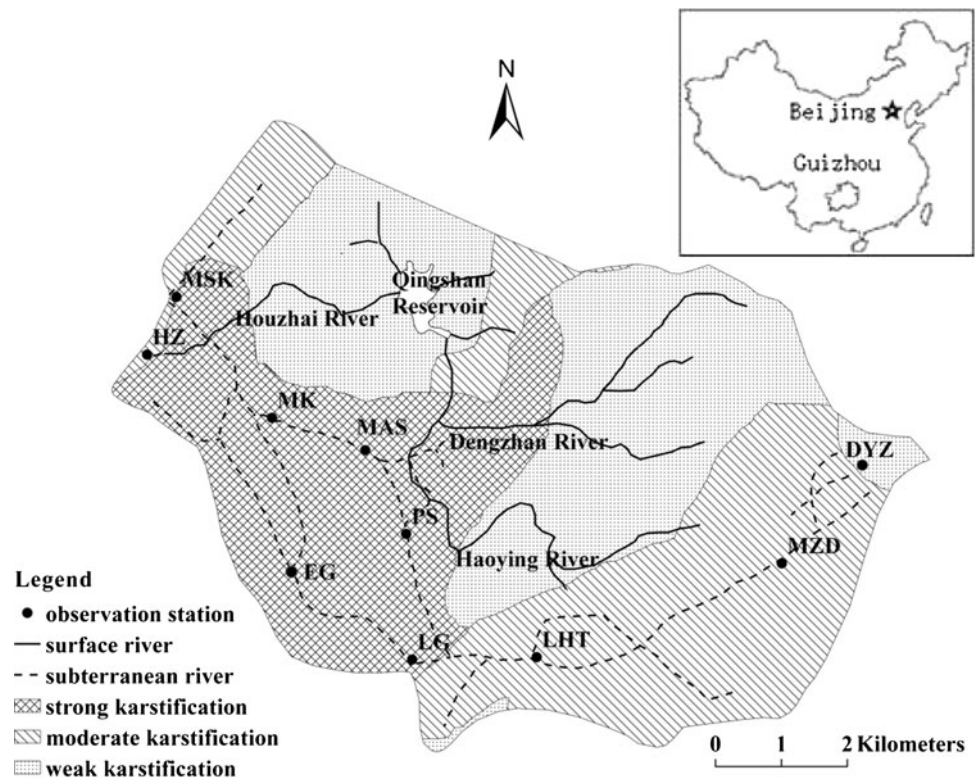 N
Beijing
Guizhou
MSK
Qingshan
Reservoir
Houzhai River
HZ
MK
MAS
Dengzhan River
DYZ
PS
Haoying River
MZD
EG
LG
LHT
Legend
observation station
surface river
subterranean river
strong karstification
moderate karstification
weak karstification
0 1 2 Kilometers